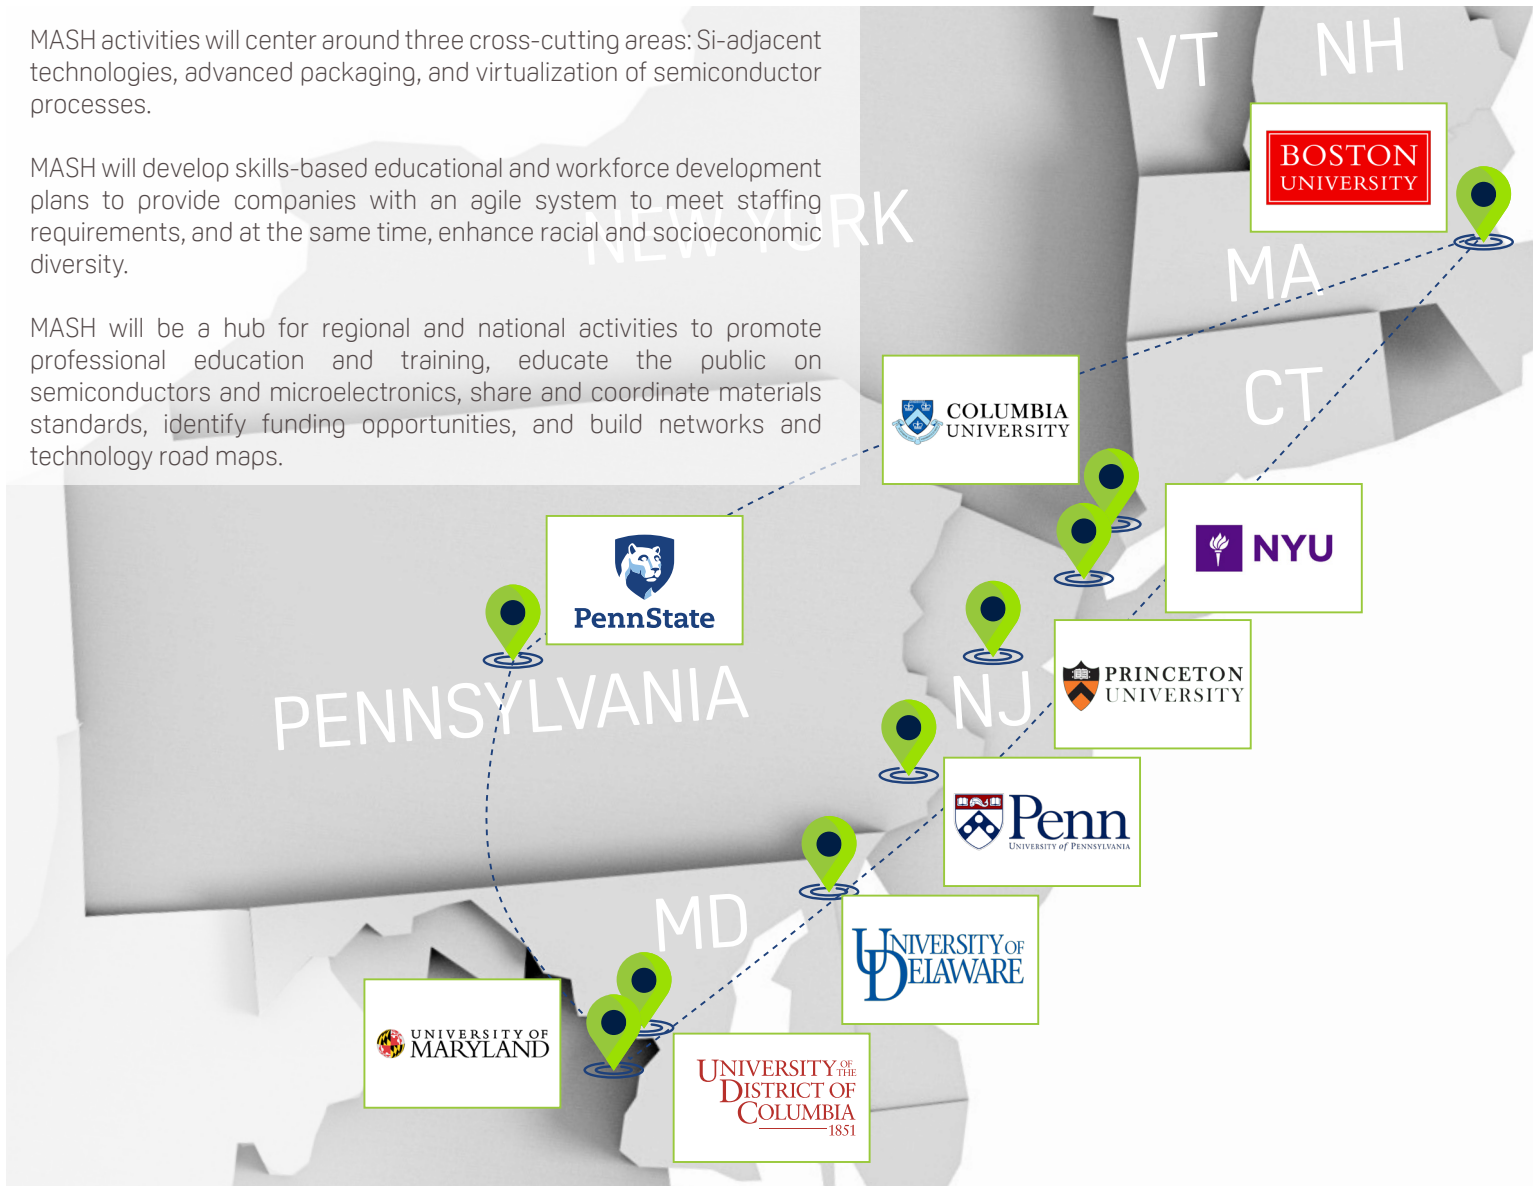 MASH activities will center around three cross-cutting areas: Si-adjacent
technologies, advanced packaging, and virtualization of semiconductor
processes.
MASH will develop skills-based educational and workforce development
plans to provide companies with an agile system to meet staffing
requirements, and at the same time, enhance racial and socioeconomic
diversity.
MASH will be a hub for regional and national activities to promote
professional education and training, educate the public on
semiconductors and microelectronics, share and coordinate materials
standards, identify funding opportunities, and build networks and
technology road maps.
VT
NH
BOSTON
UNIVERSITY
NEW YORK
MA
CT
COLUMBIA
UNIVERSITY
NYU
PennState
PRINCETON
UNIVERSITY
PENNSYLVANIA
NJ
Penn
UNIVERSITY of PENNSYLVANIA
MD
UNIVERSITY OF
DELAWARE
UNIVERSITY OF
MARYLAND
UNIVERSITY OF THE
DISTRICT OF
COLUMBIA
1851